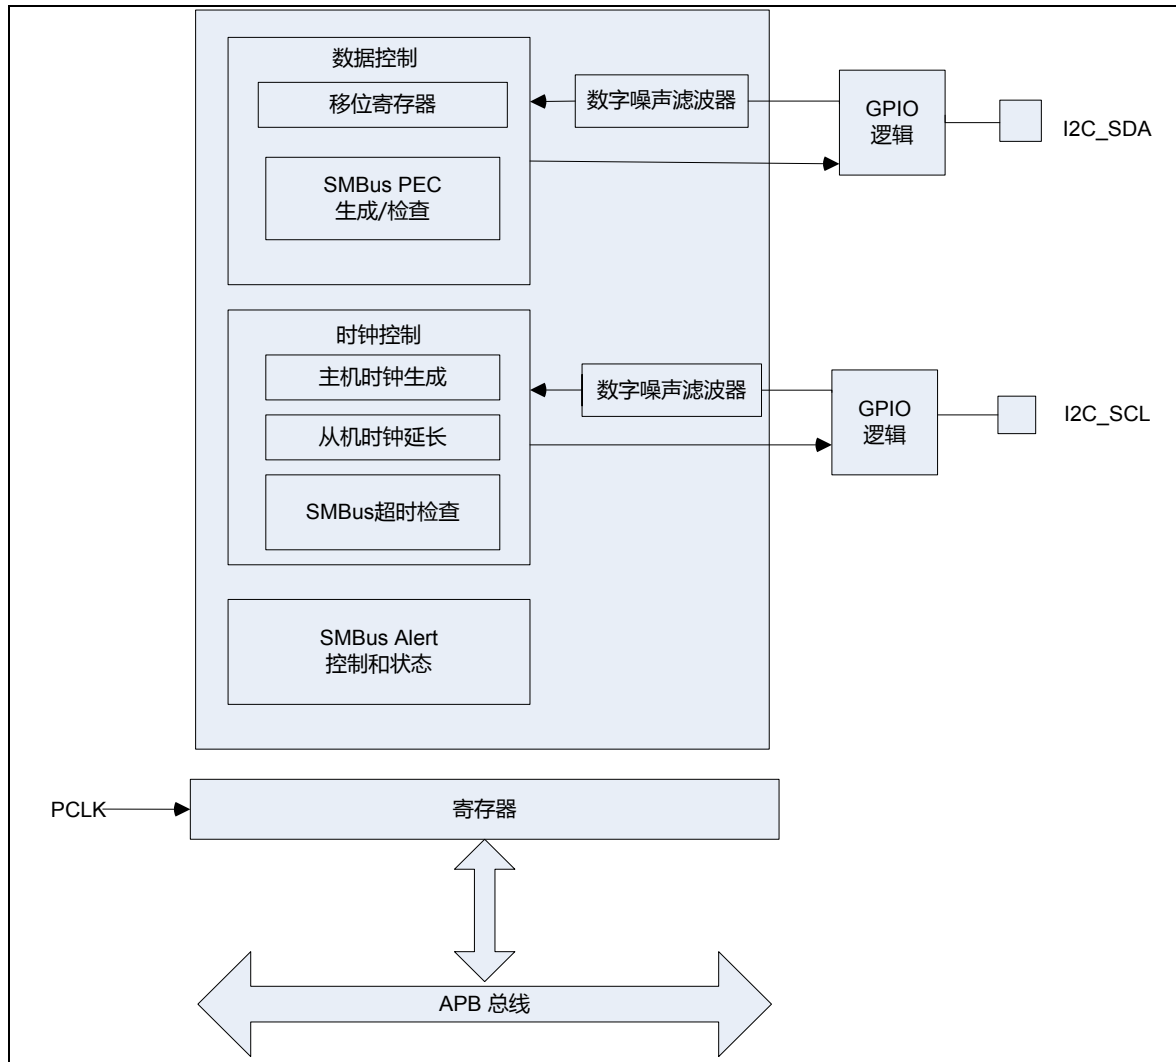 数据控制
移位寄存器
数字噪声滤波器
GPIO
逻辑
I2C_SDA
SMBus PEC
生成/检查
时钟控制
主机时钟生成
数字噪声滤波器
GPIO
逻辑
I2C_SCL
从机时钟延长
SMBus超时检查
SMBus Alert
控制和状态
PCLK
寄存器
APB 总线